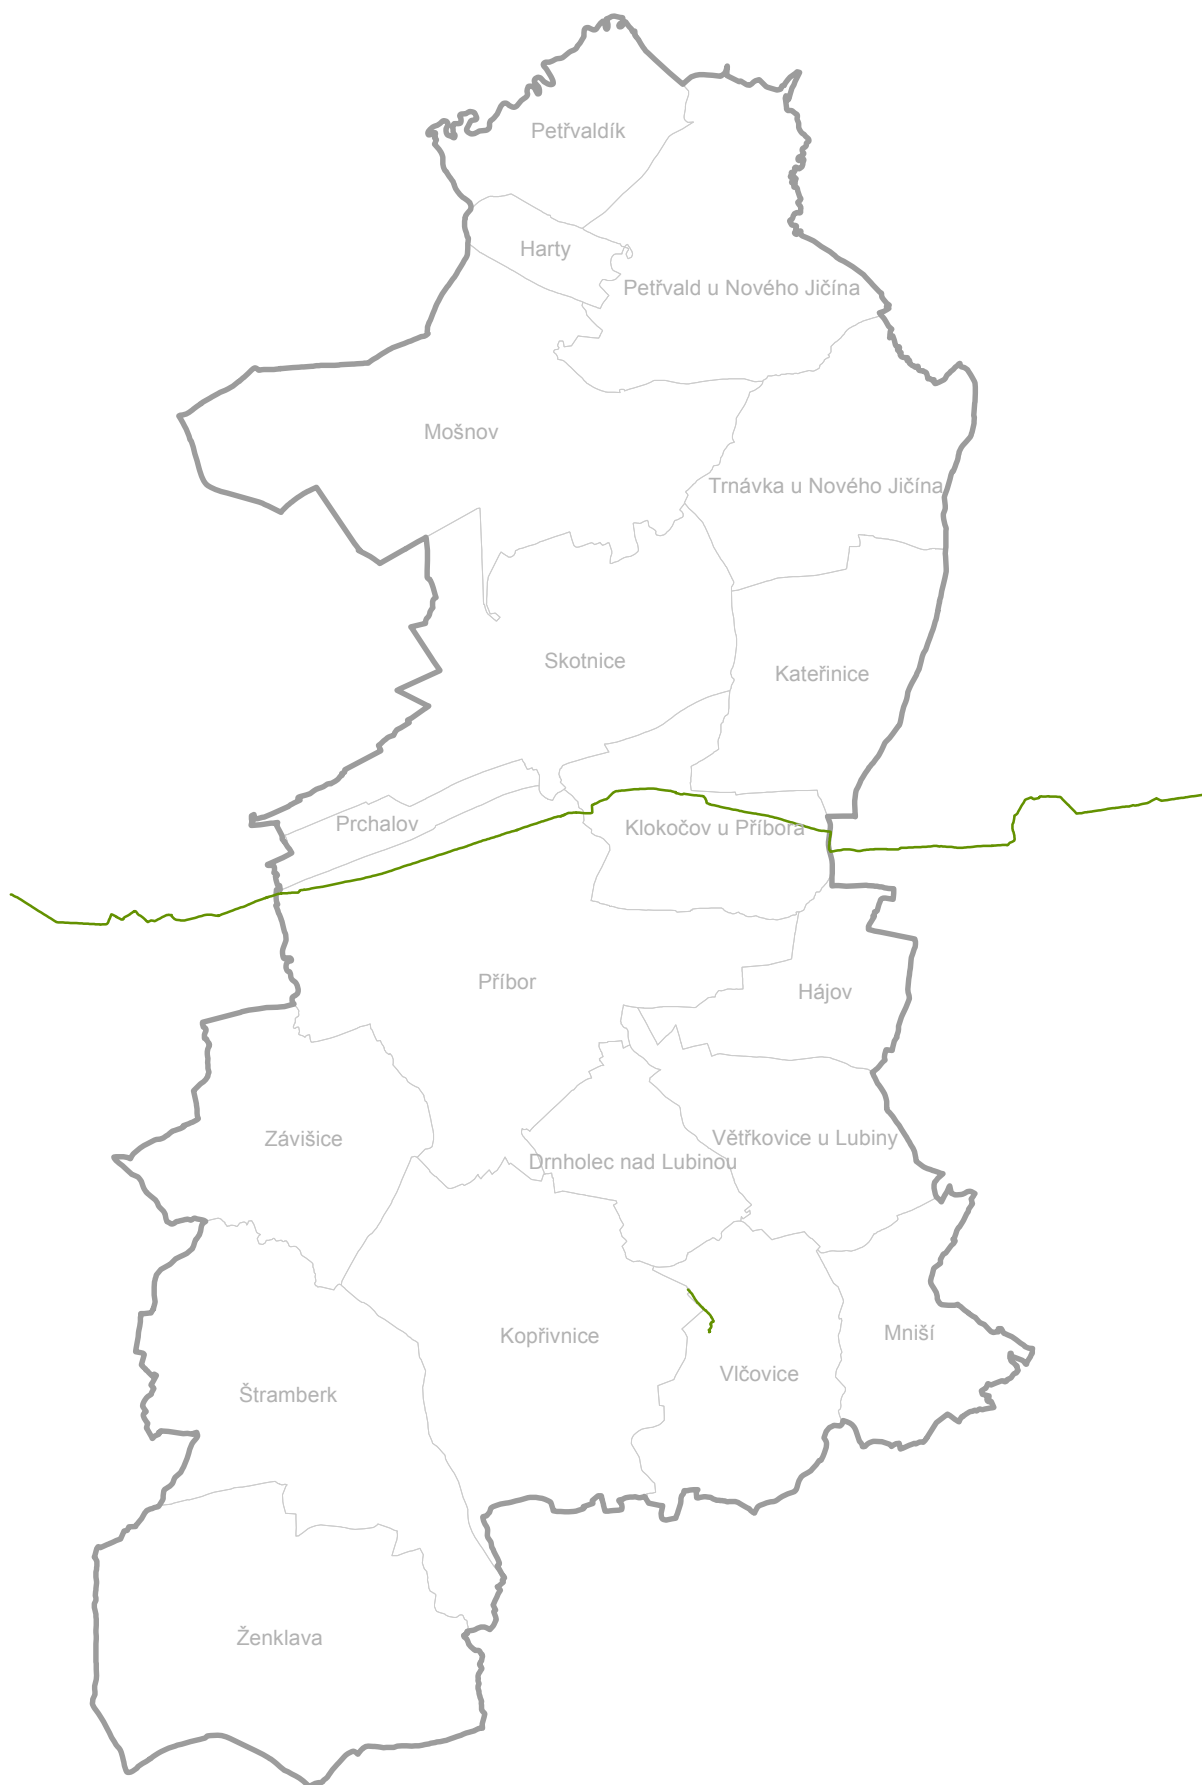 Petřvaldík
Harty
Petřvald u Nového Jičína
Mošnov
Trnávka u Nového Jičína
Skotnice
Kateřinice
Prchalov
Klokočov u Příbora
Příbor
Hájov
Závišice
Větřkovice u Lubiny
Drnholec nad Lubinou
Kopřivnice
Mniší
Vlčovice
Štramberk
Ženklava